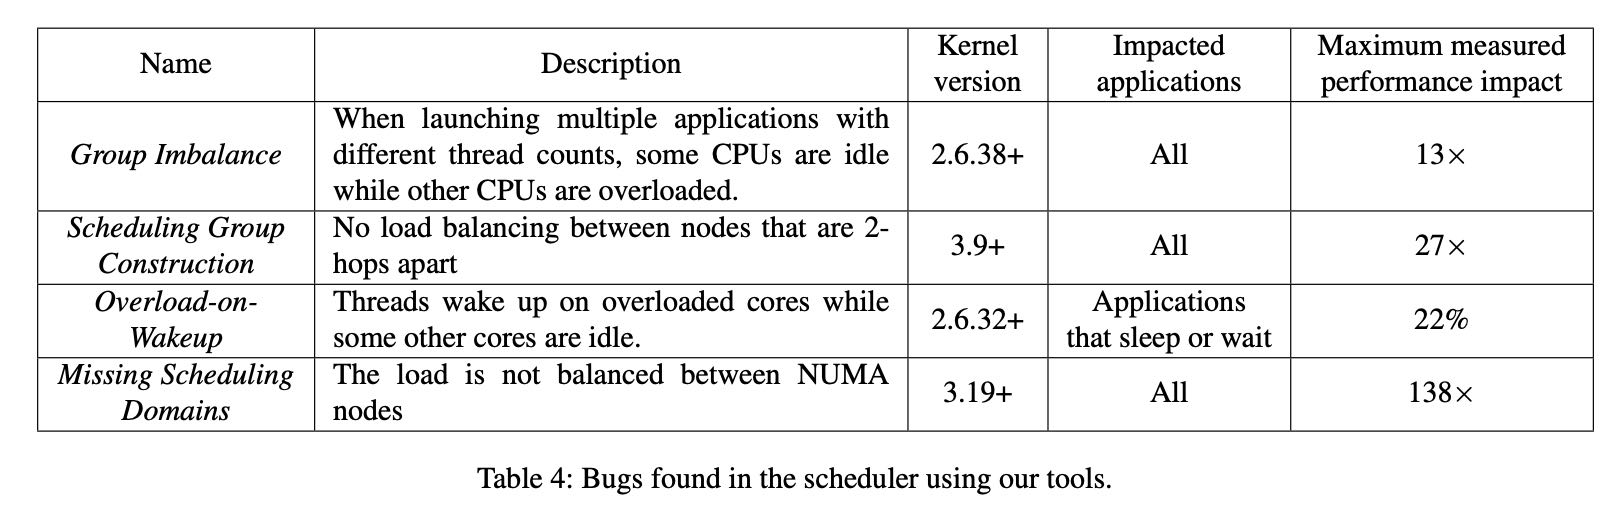 Name
Description
Kernel
version
Impacted
applications
Maximum measured
performance impact
Group Imbalance
When launching multiple applications with
different thread counts, some CPUs are idle
while other CPUs are overloaded.
2.6.38+
All
13×
Scheduling Group
Construction
No load balancing between nodes that are 2-
hops apart
3.9+
All
27×
Overload-on-
Wakeup
Threads wake up on overloaded cores while
some other cores are idle.
2.6.32+
Applications
that sleep or wait
22%
Missing Scheduling
Domains
The load is not balanced between NUMA
nodes
3.19+
All
138×
Table 4: Bugs found in the scheduler using our tools.